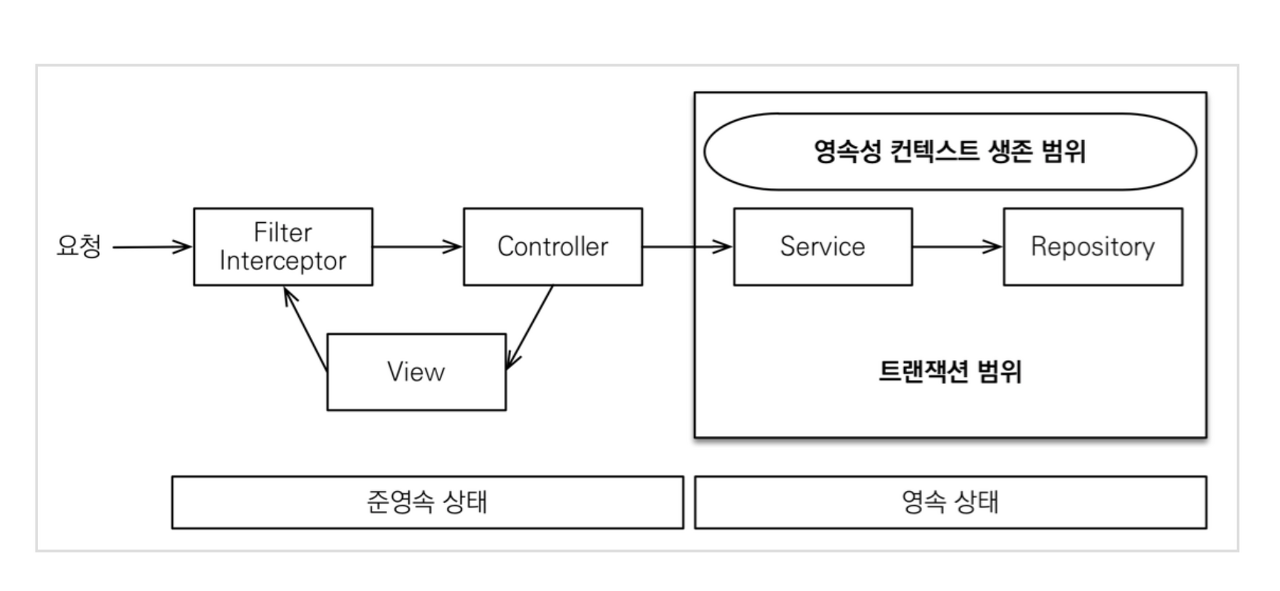 영속성 컨텍스트 생존 범위
요청
Filter
Interceptor
Controller
Service
Repository
View
트랜잭션 범위
준영속 상태
영속 상태